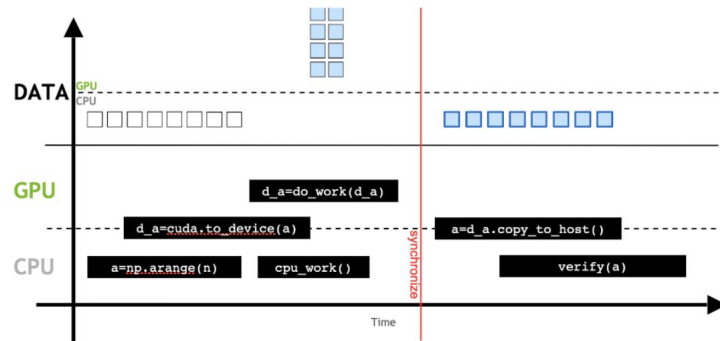 GPU
DATA
CPU
GPU
d_a=do_work(d_a)
d_a=cuda.to_device(a)
a=d_a.copy_to_host()
synchronize
CPU
a=np.arange(n)
cpu_work()
verify(a)
Time